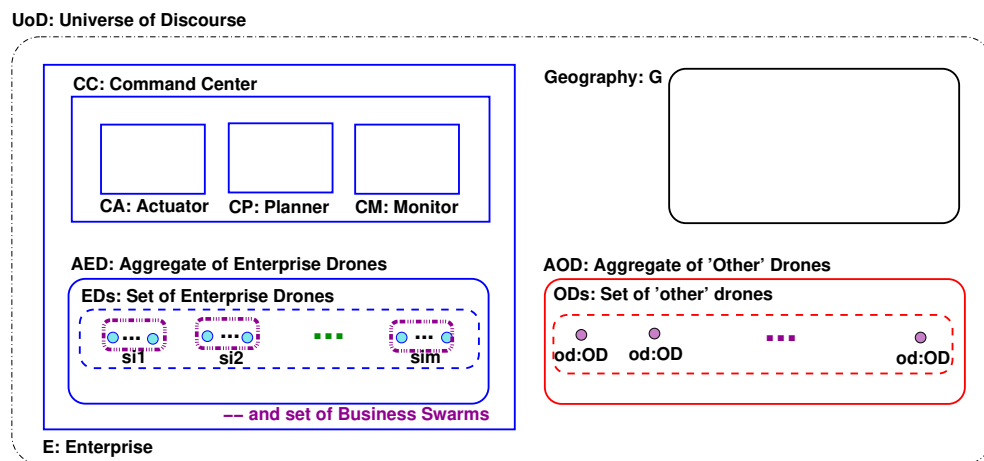 UoD: Universe of Discourse
CC: Command Center
Geography: G
CA: Actuator
CP: Planner
CM: Monitor
AED: Aggregate of Enterprise Drones
AOD: Aggregate of 'Other' Drones
EDs: Set of Enterprise Drones
ODs: Set of 'other' drones
... ... ... ...
...
si1 si2 sim
od:OD od:OD od:OD
−− and set of Business Swarms
E: Enterprise